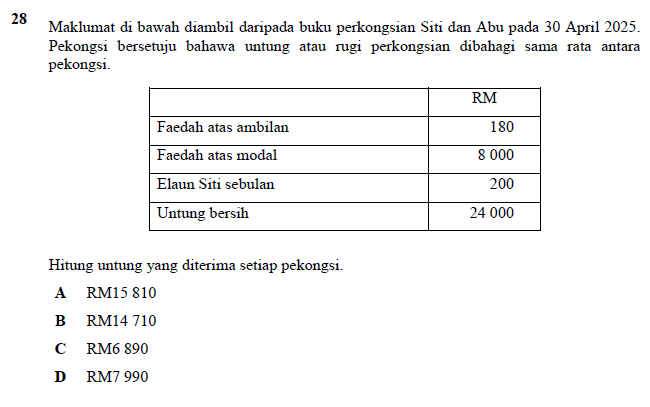 28 Maklumat di bawah diambil daripada buku perkongsian Siti dan Abu pada 30 April 2025.
Pekongsi bersetuju bahawa untung atau rugi perkongsian dibahagi sama rata antara
pekongsi.
RM
Faedah atas ambilan 180
Faedah atas modal 8 000
Elaun Siti sebulan 200
Untung bersih 24 000
Hitung untung yang diterima setiap pekongsi.
A RM15 810
B RM14 710
C RM6 890
D RM7 990